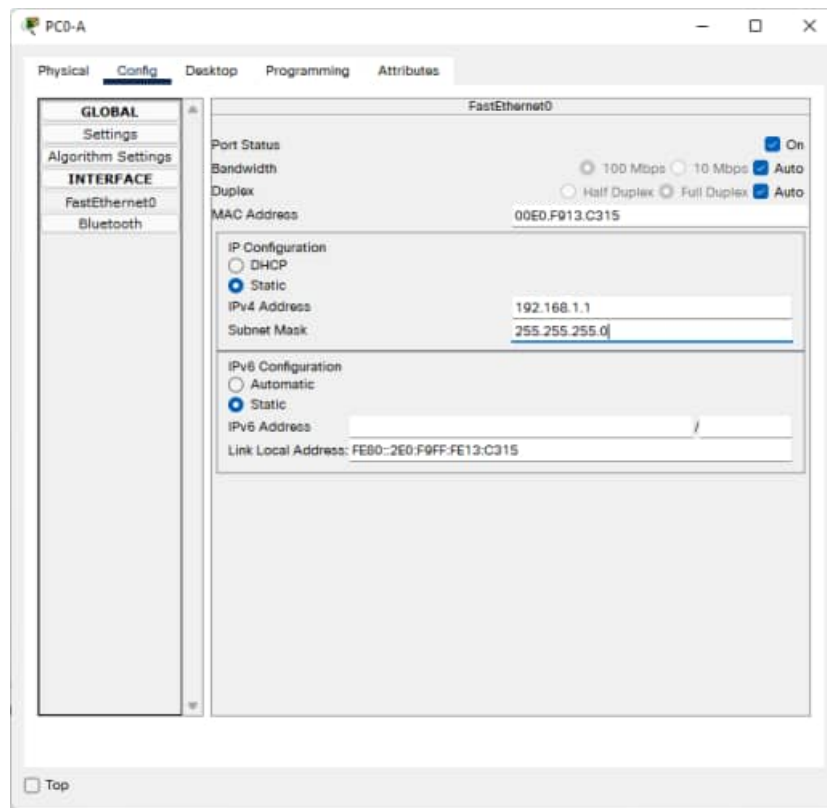 PC0-A
Physical Config Desktop Programming Attributes
GLOBAL
Settings
Algorithm Settings
INTERFACE
FastEthernet0
Bluetooth
FastEthernet0
Port Status On
Bandwidth 100 Mbps 10 Mbps Auto
Duplex Half Duplex Full Duplex Auto
MAC Address 00E0.F913.C315
IP Configuration
DHCP
Static
IPv4 Address 192.168.1.1
Subnet Mask 255.255.255.0
IPv6 Configuration
Automatic
Static
IPv6 Address /
Link Local Address: FE80::2E0:F9FF:FE13:C315
Top